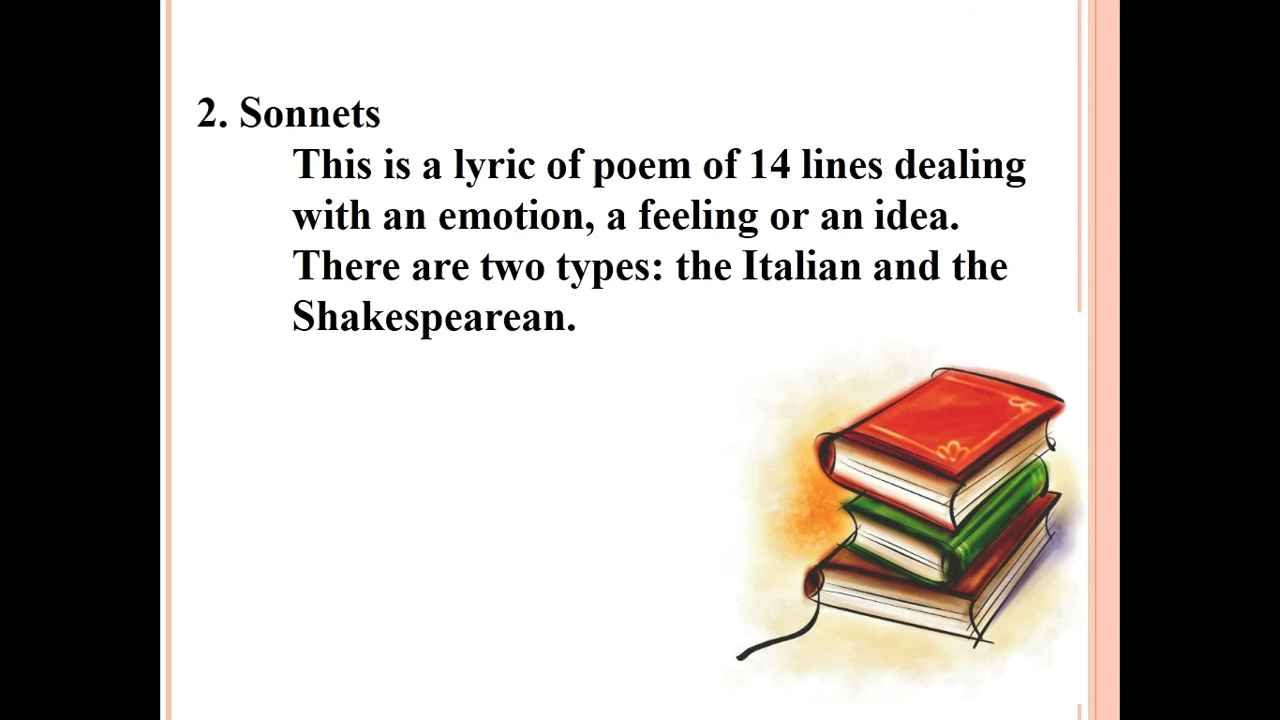 2. Sonnets
This is a lyric of poem of 14 lines dealing
with an emotion, a feeling or an idea.
There are two types: the Italian and the
Shakespearean.